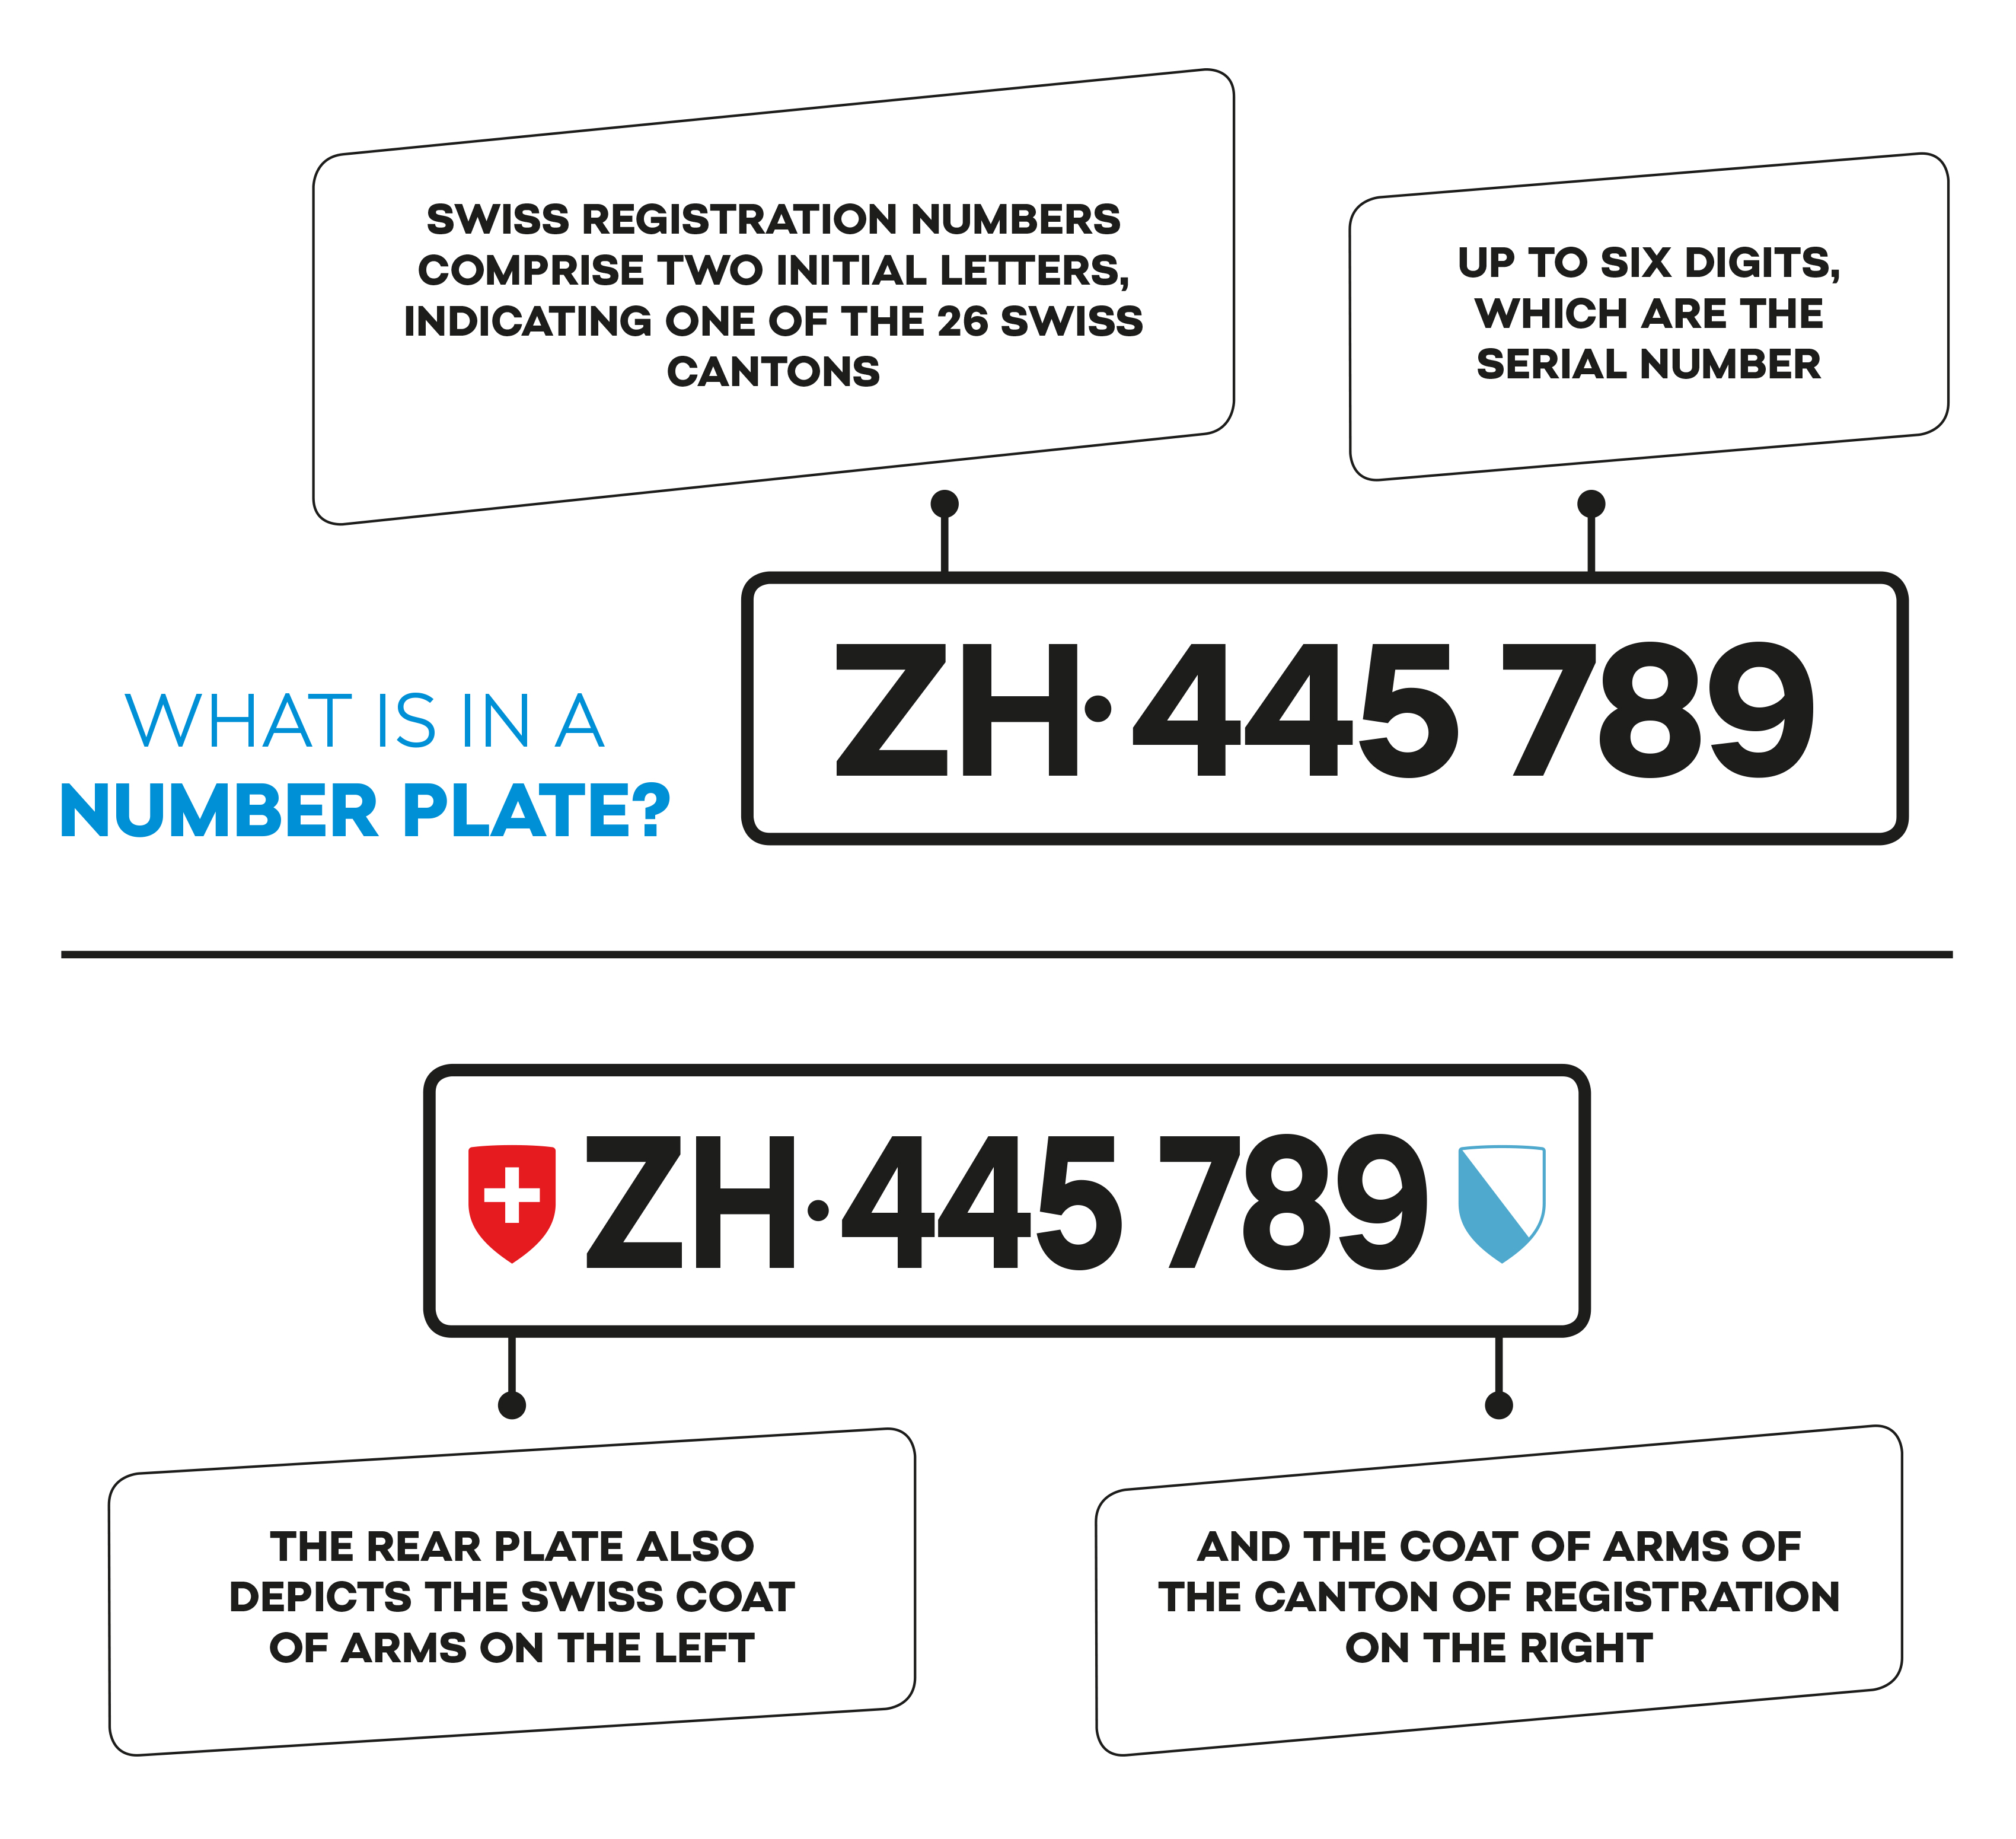 SWISS REGISTRATION NUMBERS
COMPRISE TWO INITIAL LETTERS,
INDICATING ONE OF THE 26 SWISS
CANTONS
UP TO SIX DIGITS,
WHICH ARE THE
SERIAL NUMBER
WHAT IS IN A
NUMBER PLATE?
ZH·445 789
ZH·445 789
THE REAR PLATE ALSO
DEPICTS THE SWISS COAT
OF ARMS ON THE LEFT
AND THE COAT OF ARMS OF
THE CANTON OF REGISTRATION
ON THE RIGHT